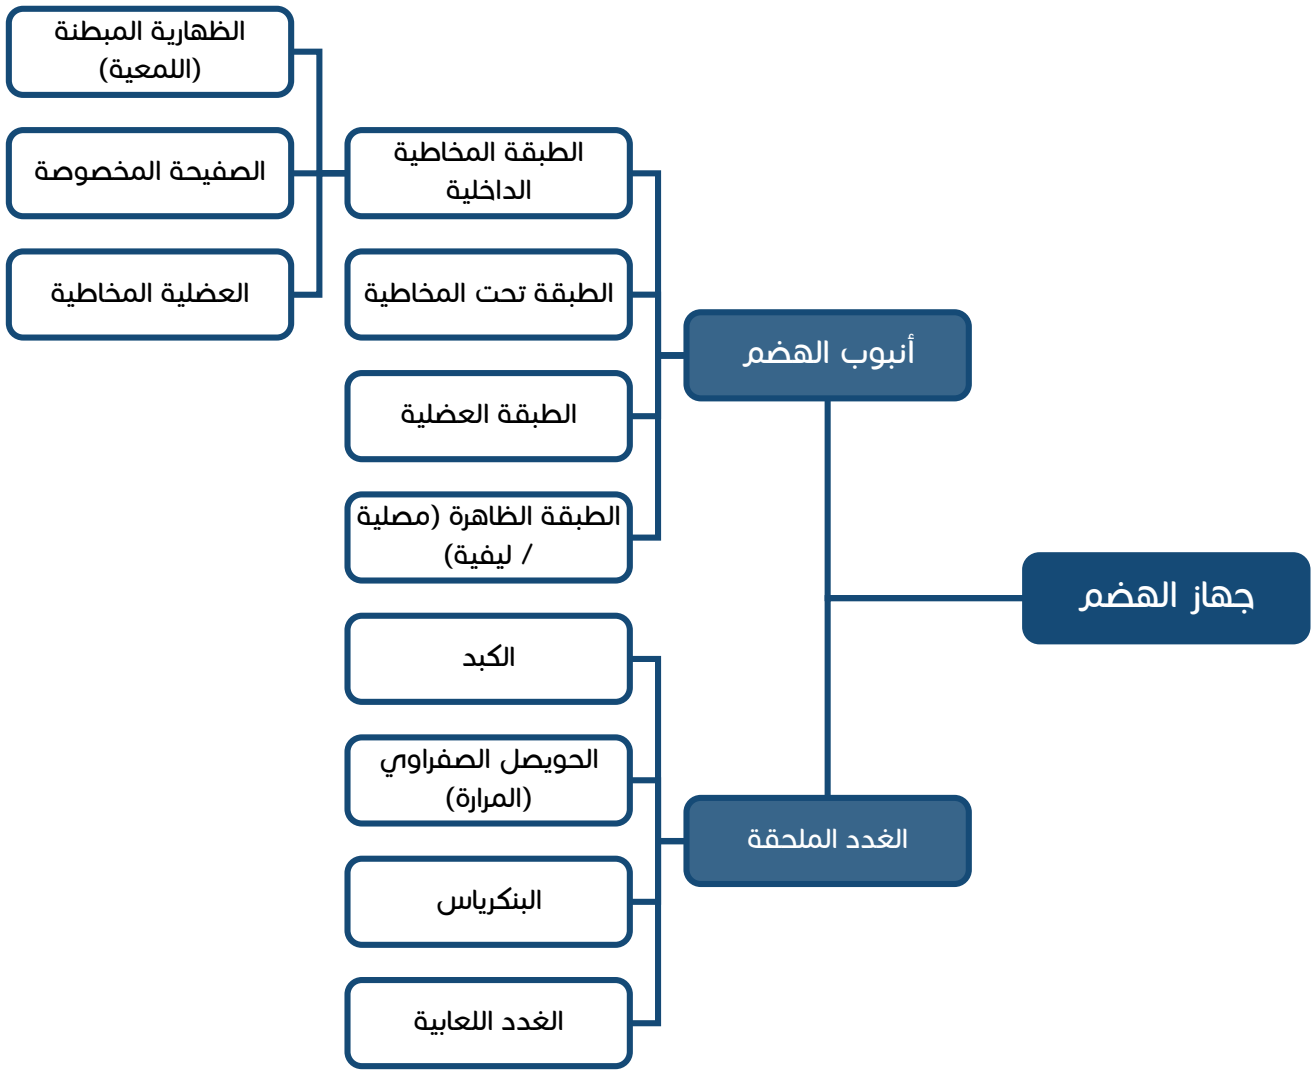 جهاز الهضم
أنبوب الهضم
الطبقة المخاطية
الداخلية
الظهارية المبطنة
(اللمعية)
الصفيحة المخصوصة
العضلية المخاطية
الطبقة تحت المخاطية
الطبقة العضلية
الطبقة الظاهرة (مصلية
/ ليفية)
الغدد الملحقة
الكبد
الحويصل الصفراوي
(المرارة)
البنكرياس
الغدد اللعابية